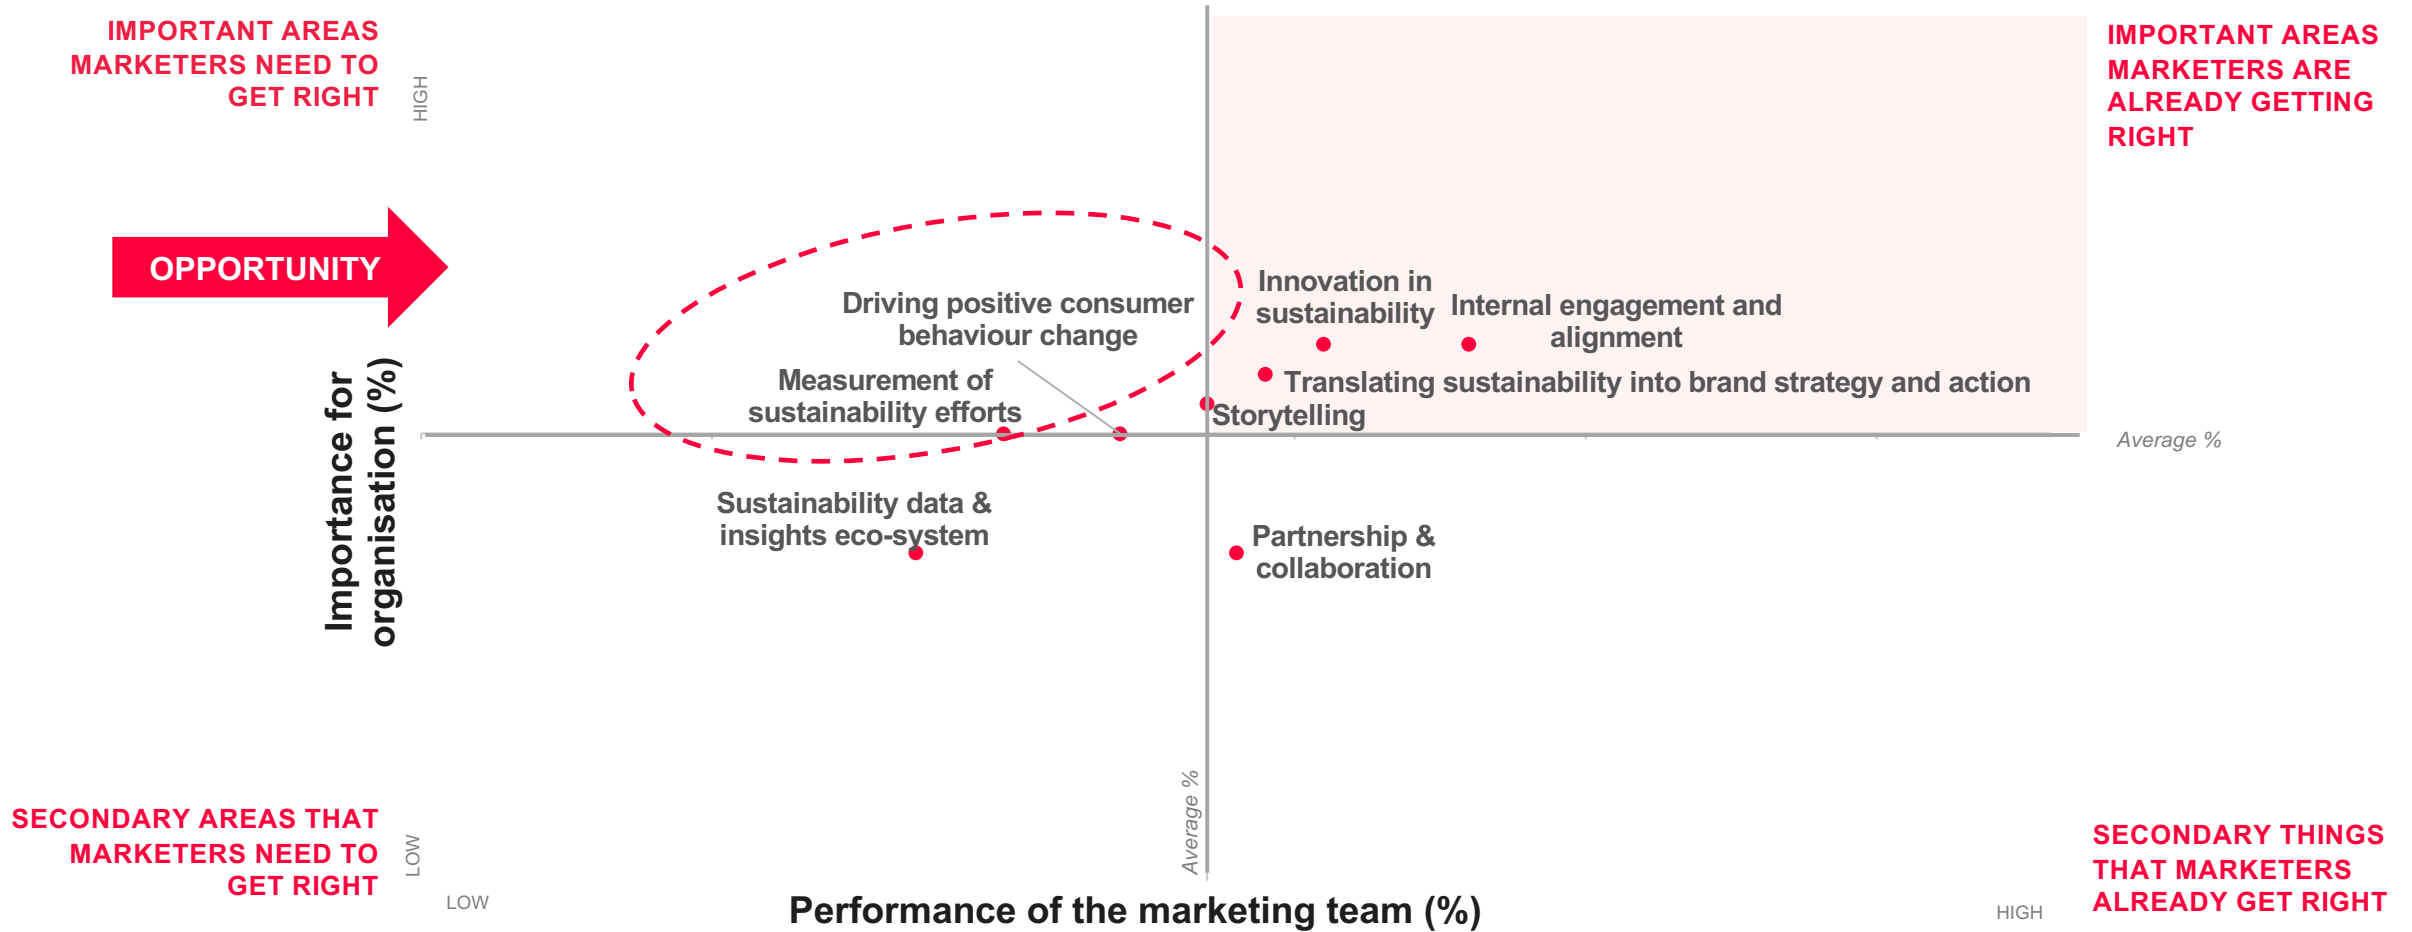 IMPORTANT AREAS
MARKETERS NEED TO
GET RIGHT
HIGH
IMPORTANT AREAS
MARKETERS ARE
ALREADY GETTING
RIGHT
OPPORTUNITY
Driving positive consumer
behaviour change
Innovation in
sustainability
Internal engagement and
alignment
Measurement of
sustainability efforts
Translating sustainability into brand strategy and action
Storytelling
Average %
Importance for
organisation (%)
Sustainability data &
insights eco-system
Partnership &
collaboration
Average %
SECONDARY AREAS THAT
MARKETERS NEED TO
GET RIGHT
LOW
LOW
Performance of the marketing team (%)
HIGH
SECONDARY THINGS
THAT MARKETERS
ALREADY GET RIGHT